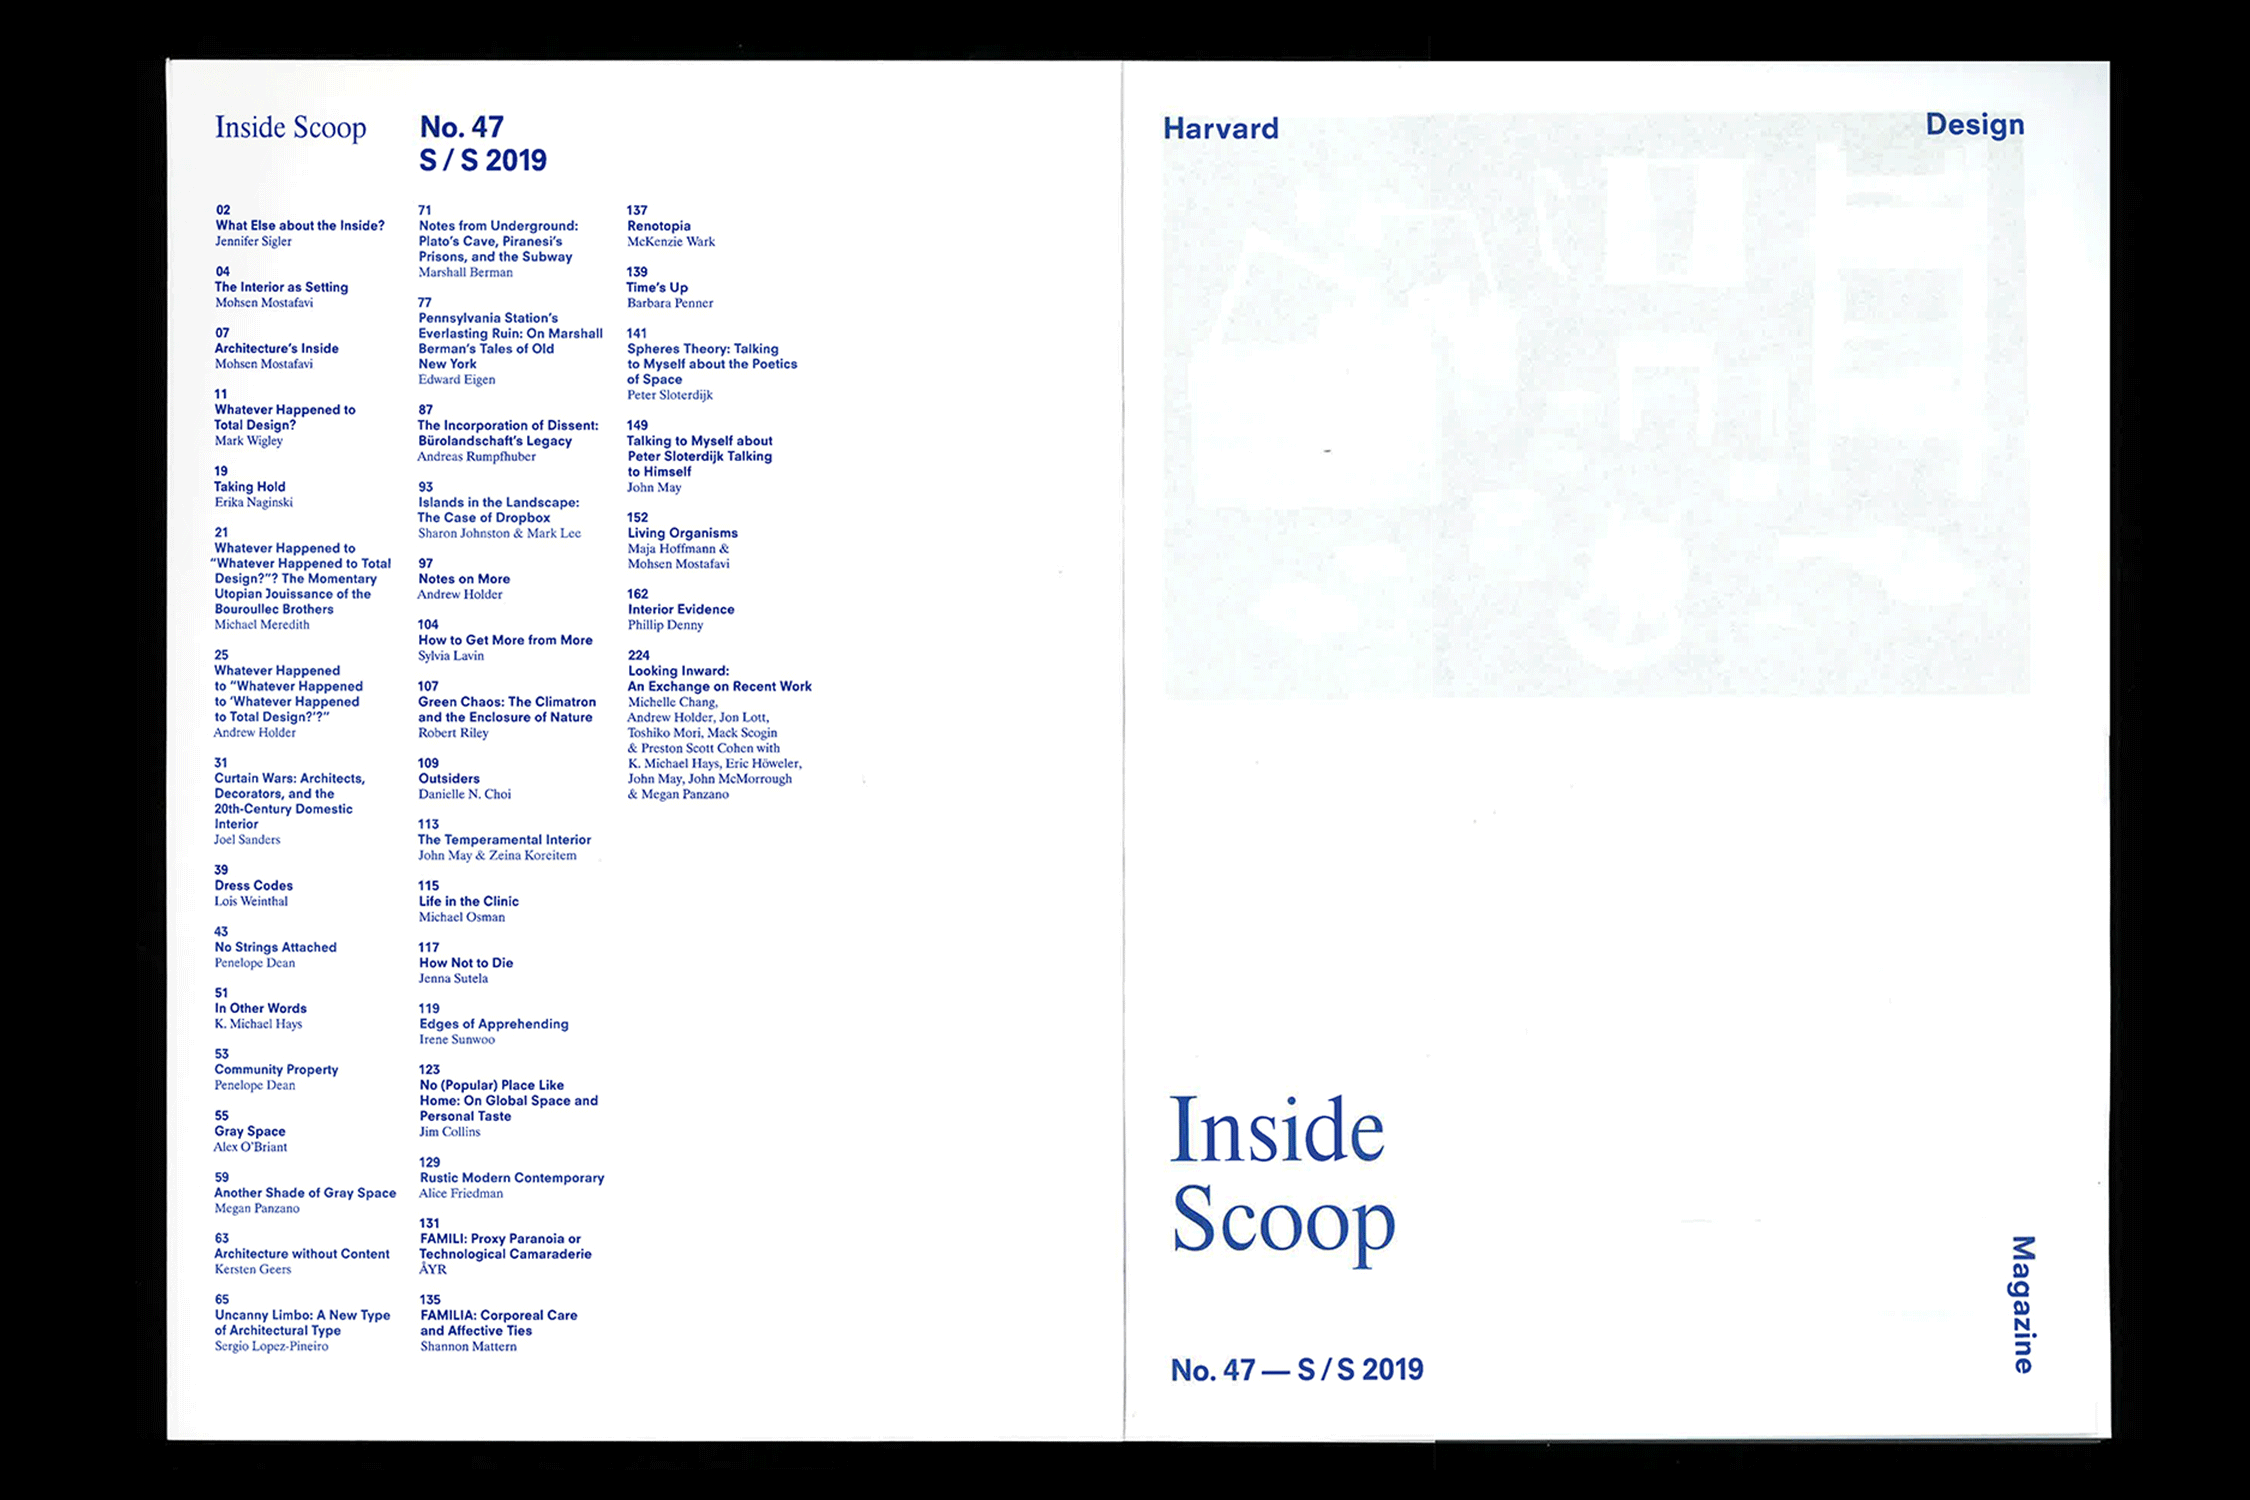 Inside Scoop
No. 47
S / S 2019
02
What Else about the Inside?
Jennifer Sigler
04
The Interior as Setting
Mohsen Mostafavi
07
Architecture's Inside
Mohsen Mostafavi
11
Whatever Happened to
Total Design?
Mark Wigley
19
Taking Hold
Erika Naginski
21
Whatever Happened to
“Whatever Happened to Total
Design?”? The Momentary
Utopian Jouissance of the
Bouroullec Brothers
Michael Meredith
25
Whatever Happened
to “Whatever Happened
to ‘Whatever Happened
to Total Design?’?”
Andrew Holder
31
Curtain Wars: Architects,
Decorators, and the
20th-Century Domestic
Interior
Joel Sanders
39
Dress Codes
Lois Weinthal
43
No Strings Attached
Penelope Dean
51
In Other Words
K. Michael Hays
53
Community Property
Penelope Dean
55
Gray Space
Alex O'Briant
59
Another Shade of Gray Space
Megan Panzano
63
Architecture without Content
Kersten Geers
65
Uncanny Limbo: A New Type
of Architectural Type
Sergio Lopez-Pineiro
71
Notes from Underground:
Plato's Cave, Piranesi's
Prisons, and the Subway
Marshall Berman
77
Pennsylvania Station's
Everlasting Ruin: On Marshall
Berman's Tales of Old
New York
Edward Eigen
87
The Incorporation of Dissent:
Bürolandschaft's Legacy
Andreas Rumpfhuber
93
Islands in the Landscape:
The Case of Dropbox
Sharon Johnston & Mark Lee
97
Notes on More
Andrew Holder
104
How to Get More from More
Sylvia Lavin
107
Green Chaos: The Climatron
and the Enclosure of Nature
Robert Riley
109
Outsiders
Danielle N. Choi
113
The Temperamental Interior
John May & Zeina Koreitem
115
Life in the Clinic
Michael Osman
117
How Not to Die
Jenna Sutela
119
Edges of Apprehending
Irene Sunwoo
123
No (Popular) Place Like
Home: On Global Space and
Personal Taste
Jim Collins
129
Rustic Modern Contemporary
Alice Friedman
131
FAMILI: Proxy Paranoia or
Technological Camaraderie
ÅYR
135
FAMILIA: Corporeal Care
and Affective Ties
Shannon Mattern
137
Renotopia
McKenzie Wark
139
Time's Up
Barbara Penner
141
Spheres Theory: Talking
to Myself about the Poetics
of Space
Peter Sloterdijk
149
Talking to Myself about
Peter Sloterdijk Talking
to Himself
John May
152
Living Organisms
Maja Hoffmann &
Mohsen Mostafavi
162
Interior Evidence
Phillip Denny
224
Looking Inward:
An Exchange on Recent Work
Michelle Chang,
Andrew Holder, Jon Lott,
Toshiko Mori, Mack Scogin
& Preston Scott Cohen with
K. Michael Hays, Eric Höweler,
John May, John McMorrough
& Megan Panzano
Harvard
Design
Inside
Scoop
No. 47 — S / S 2019
Magazine